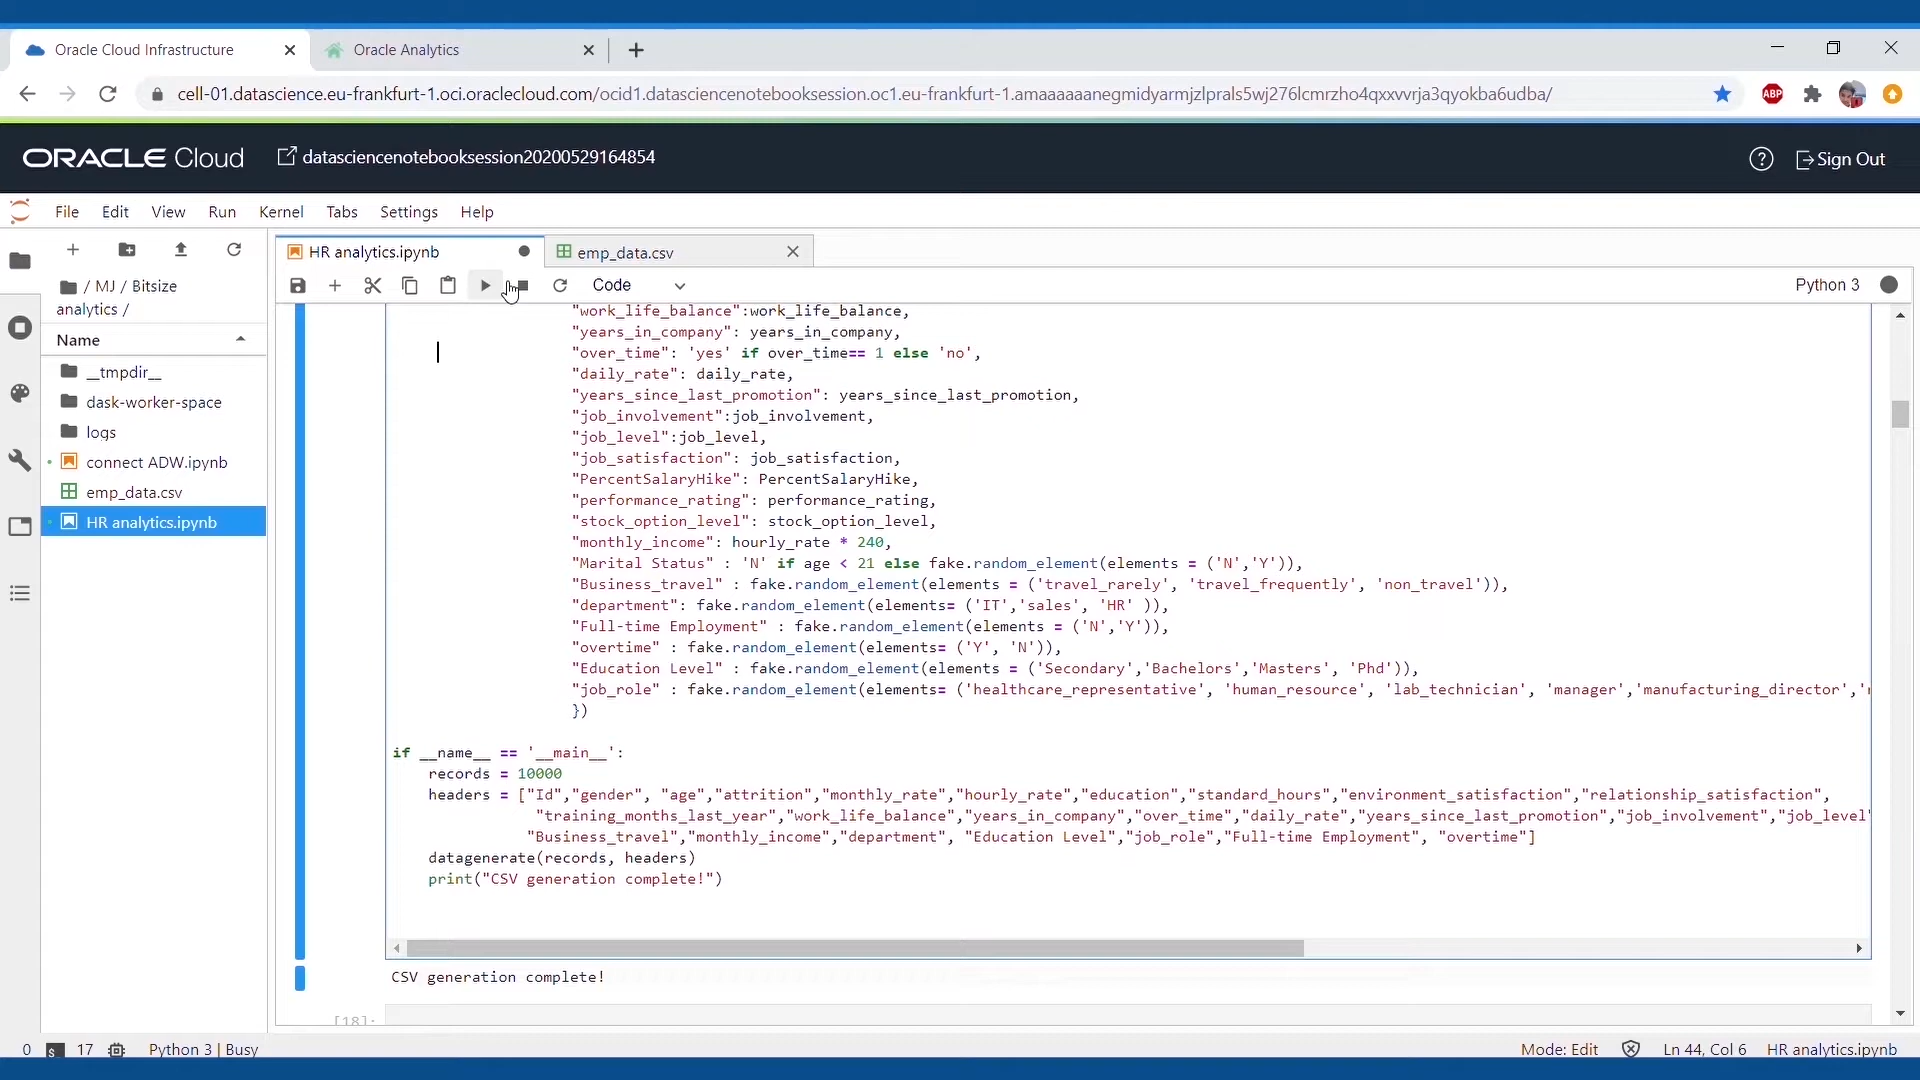 Oracle Cloud Infrastructure
Oracle Analytics
cell-01.datascience.eu-frankfurt-1.oci.oraclecloud.com/ocid1.datasciencenotebooksession.oc1.eu-frankfurt-1.amaaaaaanegmidyarmjzlprals5wj276lcmrzho4qxxvvrja3qyokba6udba/
ABP
ORACLE Cloud
datasciencenotebooksession20200529164854
Sign Out
File Edit View Run Kernel Tabs Settings Help
HR analytics.ipynb
emp_data.csv
Code
Python 3
/ MJ / Bitsize
analytics /
Name
__tmpdir__
dask-worker-space
logs
connect ADW.ipynb
emp_data.csv
HR analytics.ipynb
"work_life_balance":work_life_balance,
"years_in_company": years_in_company,
"over_time": 'yes' if over_time== 1 else 'no',
"daily_rate": daily_rate,
"years_since_last_promotion": years_since_last_promotion,
"job_involvement":job_involvement,
"job_level":job_level,
"job_satisfaction": job_satisfaction,
"PercentSalaryHike": PercentSalaryHike,
"performance_rating": performance_rating,
"stock_option_level": stock_option_level,
"monthly_income": hourly_rate * 240,
"Marital Status" : 'N' if age < 21 else fake.random_element(elements = ('N','Y')),
"Business_travel" : fake.random_element(elements = ('travel_rarely', 'travel_frequently', 'non_travel')),
"department": fake.random_element(elements= ('IT','sales', 'HR' )),
"Full-time Employment" : fake.random_element(elements = ('N','Y')),
"overtime" : fake.random_element(elements= ('Y', 'N')),
"Education Level" : fake.random_element(elements = ('Secondary','Bachelors','Masters', 'Phd')),
"job_role" : fake.random_element(elements= ('healthcare_representative', 'human_resource', 'lab_technician', 'manager','manufacturing_director','
})
if __name__ == '__main__':
records = 10000
headers = ["Id","gender", "age","attrition","monthly_rate","hourly_rate","education","standard_hours","environment_satisfaction","relationship_satisfaction",
"training_months_last_year","work_life_balance","years_in_company","over_time","daily_rate","years_since_last_promotion","job_involvement","job_level"
"Business_travel","monthly_income","department", "Education Level","job_role","Full-time Employment", "overtime"]
datagenerate(records, headers)
print("CSV generation complete!")
CSV generation complete!
[18]:
0 17 Python 3 | Busy
Mode: Edit Ln 44, Col 6 HR analytics.ipynb